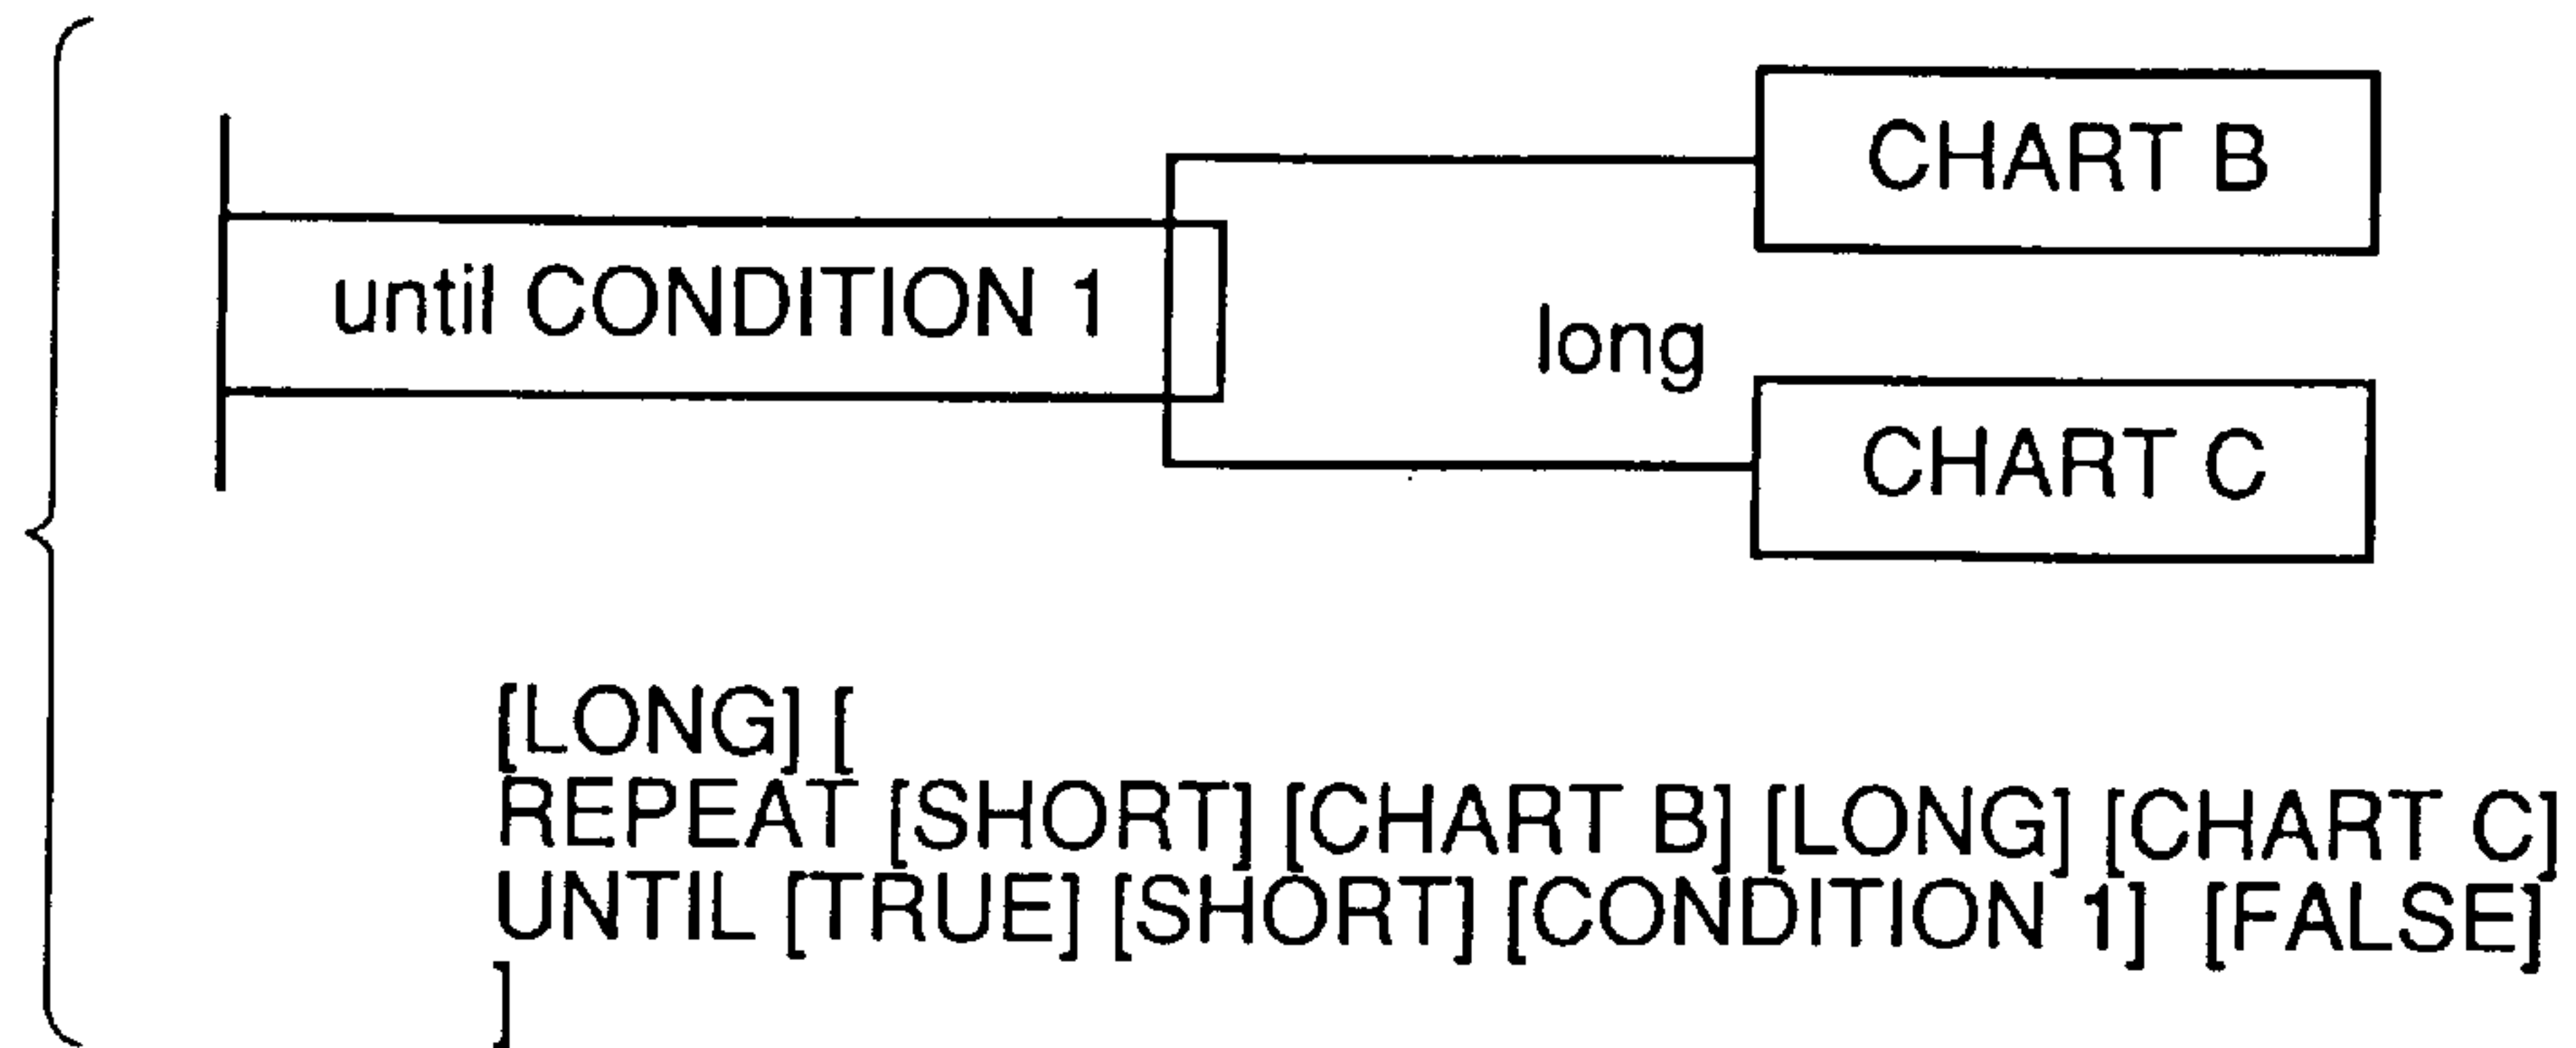 CHART B
until CONDITION 1
long
CHART C
[LONG] [
REPEAT [SHORT] [CHART B] [LONG] [CHART C]
UNTIL [TRUE] [SHORT] [CONDITION 1] [FALSE]
]